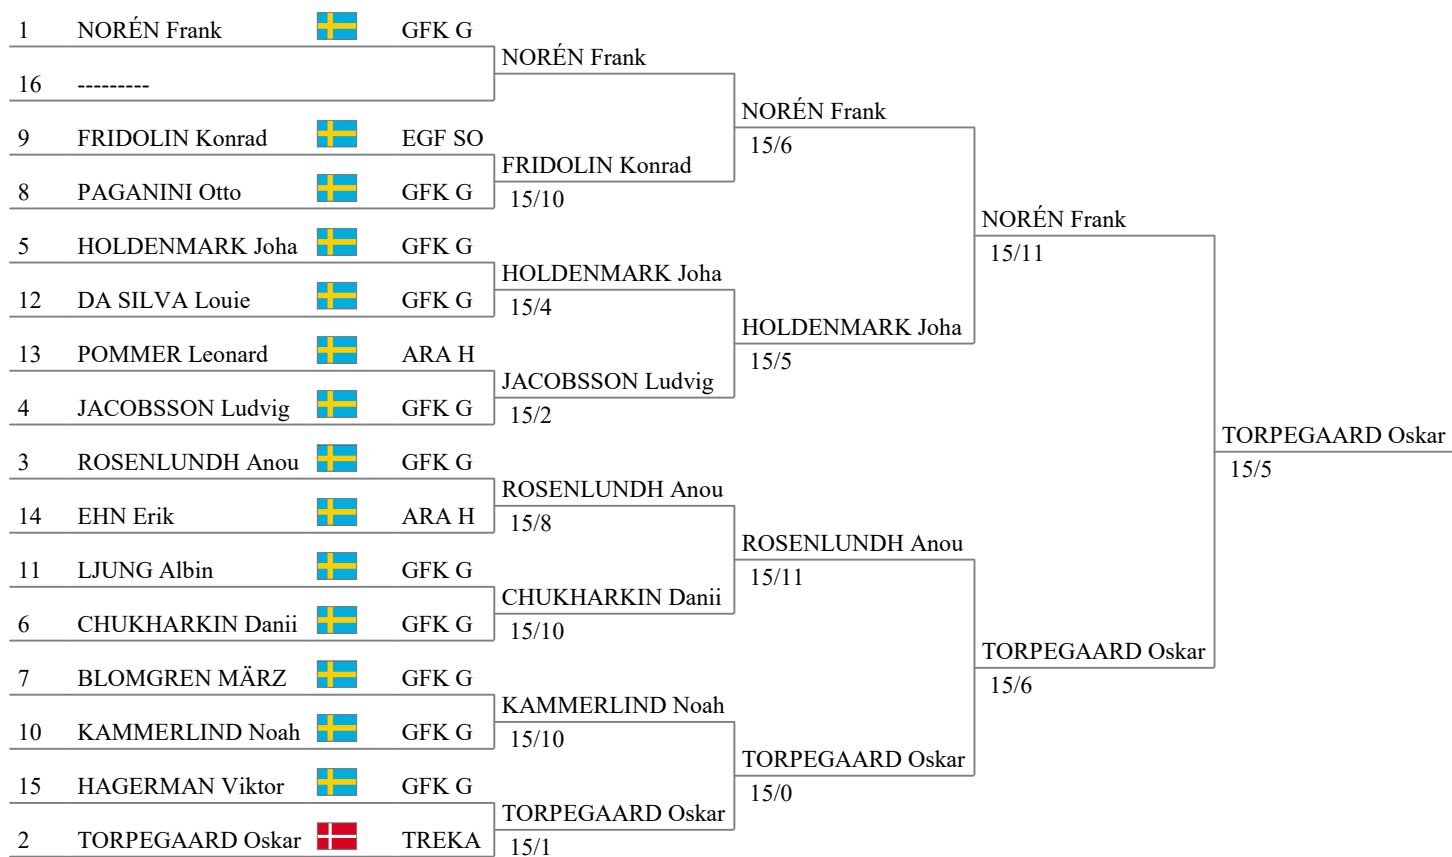 1 NORÉN Frank GFK G
16 ---------
9 FRIDOLIN Konrad EGF SO
8 PAGANINI Otto GFK G
5 HOLDENMARK Joha GFK G
12 DA SILVA Louie GFK G
13 POMMER Leonard ARA H
4 JACOBSSON Ludvig GFK G
3 ROSENLUNDH Anou GFK G
14 EHN Erik ARA H
11 LJUNG Albin GFK G
6 CHUKHARKIN Danii GFK G
7 BLOMGREN MÄRZ GFK G
10 KAMMERLIND Noah GFK G
15 HAGERMAN Viktor GFK G
2 TORPEGAARD Oskar TREKA
NORÉN Frank
FRIDOLIN Konrad
15/10
HOLDENMARK Joha
15/4
JACOBSSON Ludvig
15/2
ROSENLUNDH Anou
15/8
CHUKHARKIN Danii
15/10
KAMMERLIND Noah
15/10
TORPEGAARD Oskar
15/1
NORÉN Frank
15/6
HOLDENMARK Joha
15/5
ROSENLUNDH Anou
15/11
TORPEGAARD Oskar
15/0
NORÉN Frank
15/11
TORPEGAARD Oskar
15/6
TORPEGAARD Oskar
15/5